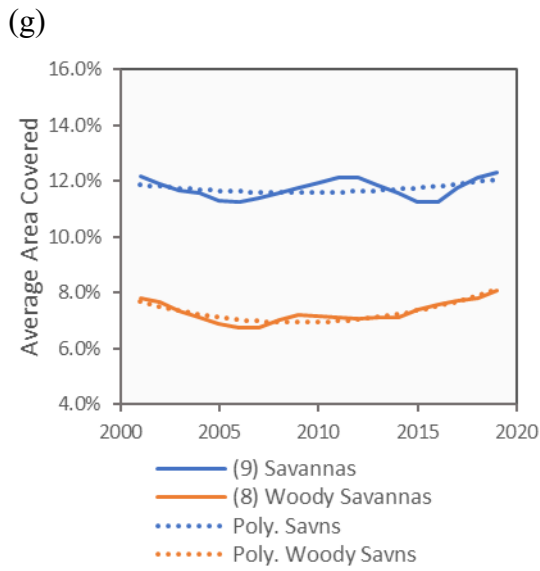 (g)
16.0%
14.0%
12.0%
10.0%
8.0%
6.0%
4.0%
Average Area Covered
2000 2005 2010 2015 2020
(9) Savannas
(8) Woody Savannas
Poly. Savns
Poly. Woody Savns